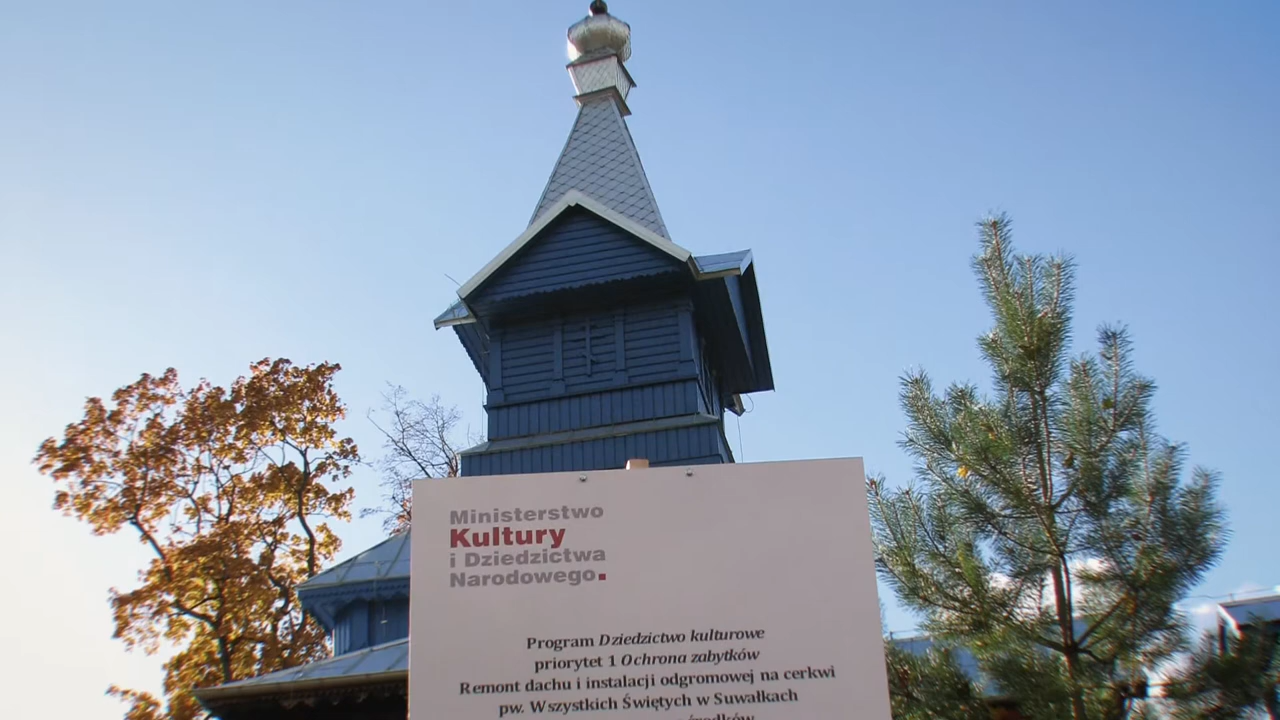 Ministerstwo
Kultury
i Dziedzictwa
Narodowego.
Program Dziedzictwo kulturowe
priorytet 1 Ochrona zabytków
Remont dachu i instalacji odgromowej na cerkwi
pw. Wszystkich Świętych w Suwałkach